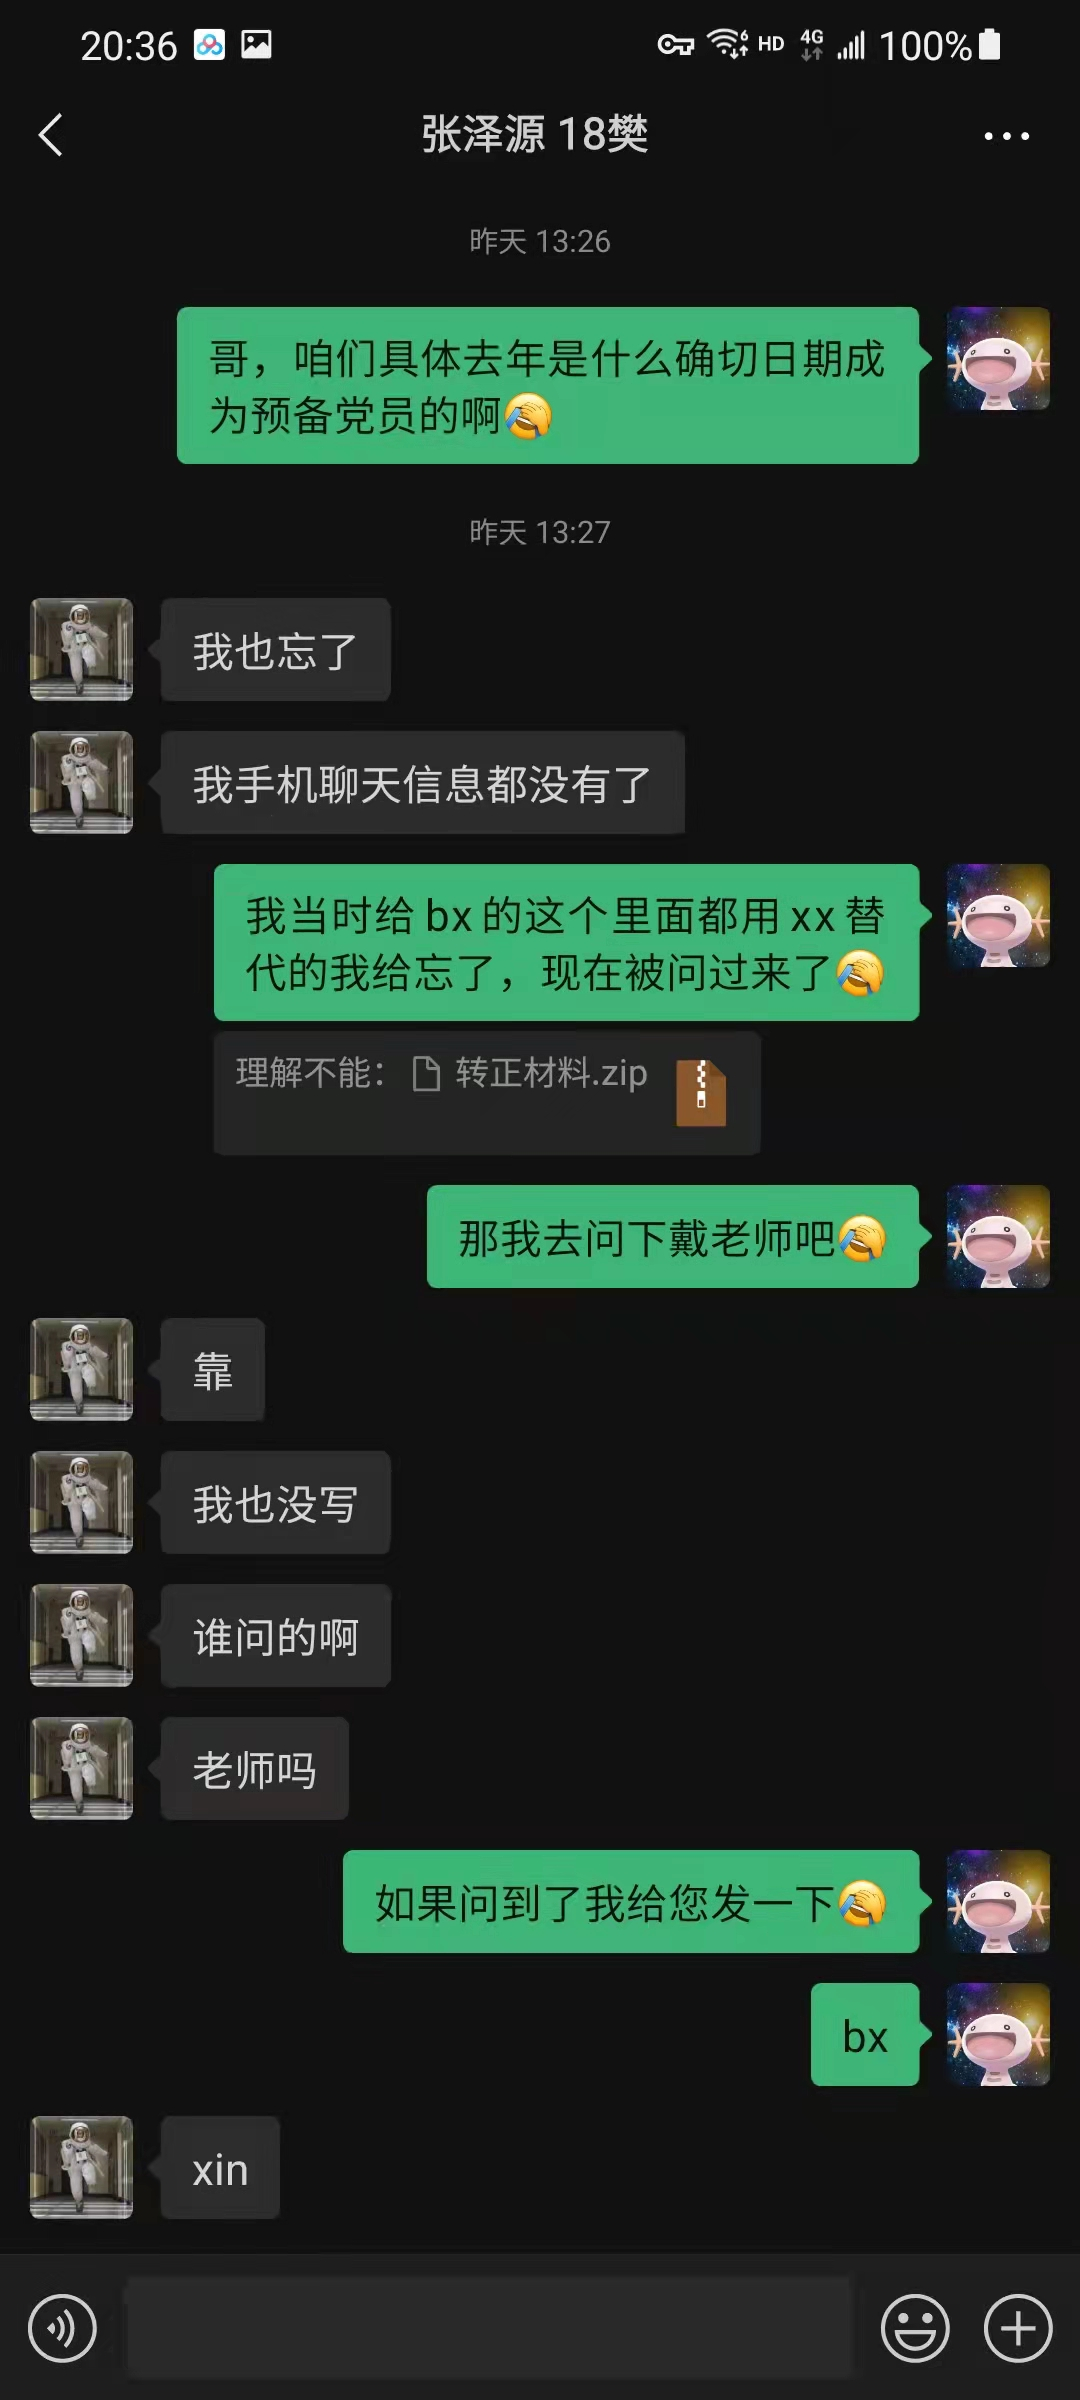 20:36 HD 4G 100%
张泽源 18樊
昨天 13:26
哥，咱们具体去年是什么确切日期成
为预备党员的啊
昨天 13:27
我也忘了
我手机聊天信息都没有了
我当时给 bx 的这个里面都用 xx 替
代的我给忘了，现在被问过来了
理解不能： 转正材料.zip
那我去问下戴老师吧
靠
我也没写
谁问的啊
老师吗
如果问到了我给您发一下
bx
xin